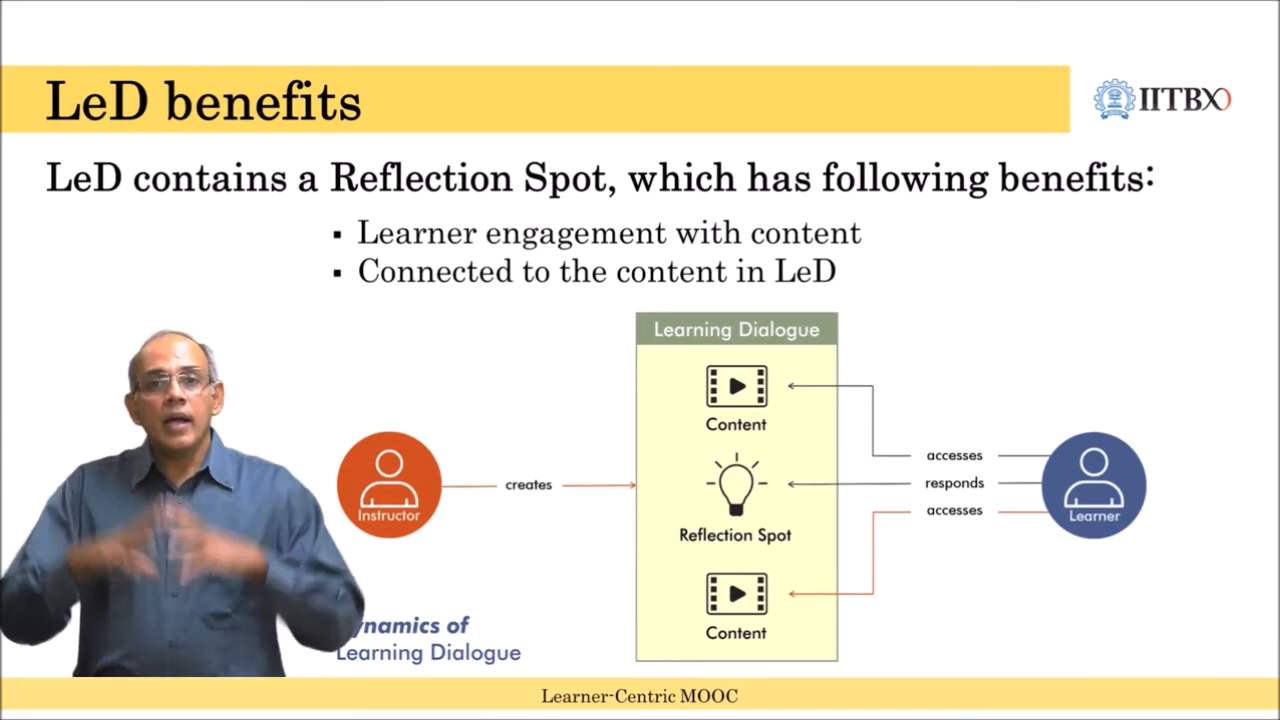 LeD benefits
IITBX
LeD contains a Reflection Spot, which has following benefits:
▪ Learner engagement with content
▪ Connected to the content in LeD
Learning Dialogue
Content
accesses
creates
responds
Instructor
accesses
Learner
Reflection Spot
Content
Learning Dialogue
Learner-Centric MOOC